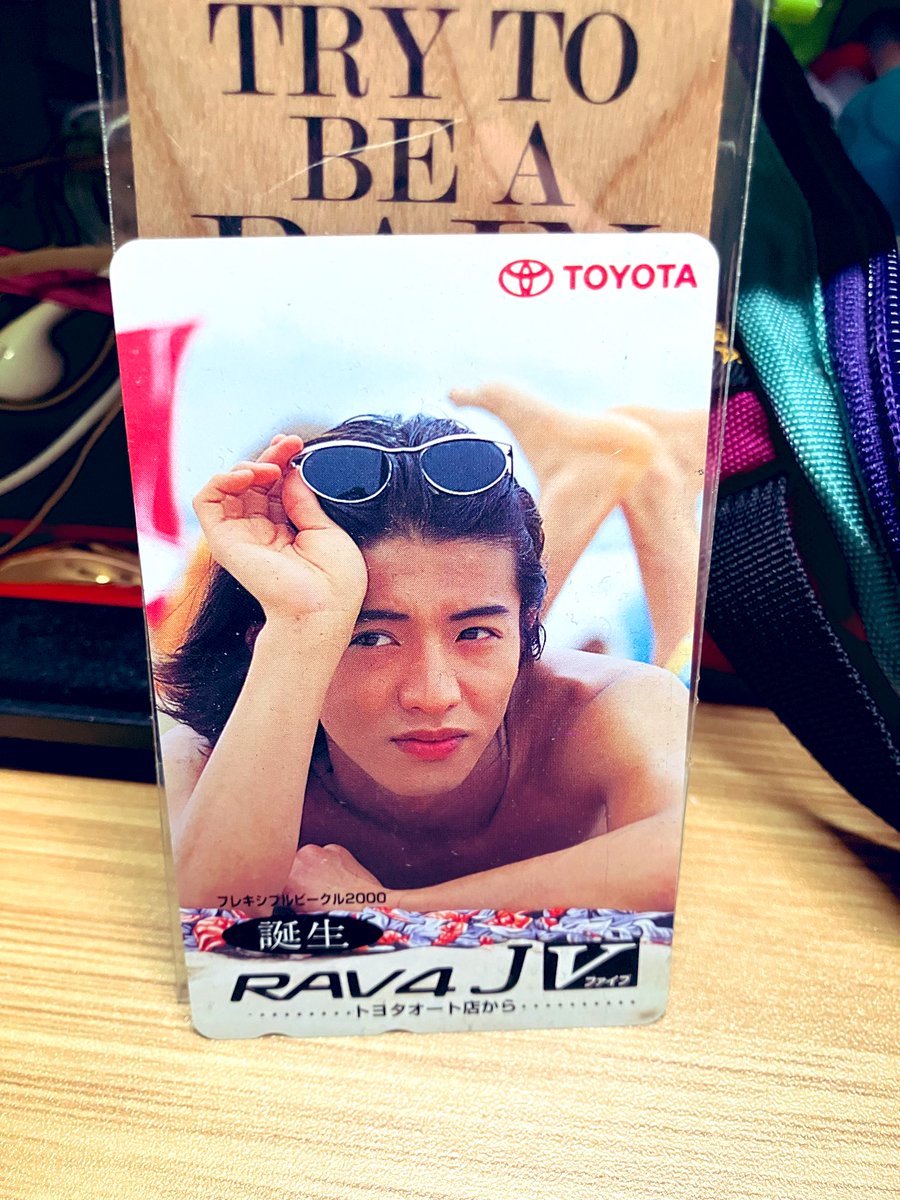 TRY TO
BE A
TOYOTA
フレキシブルビークル2000
誕生
RAV4 J V
ファイブ
トヨタオート店から